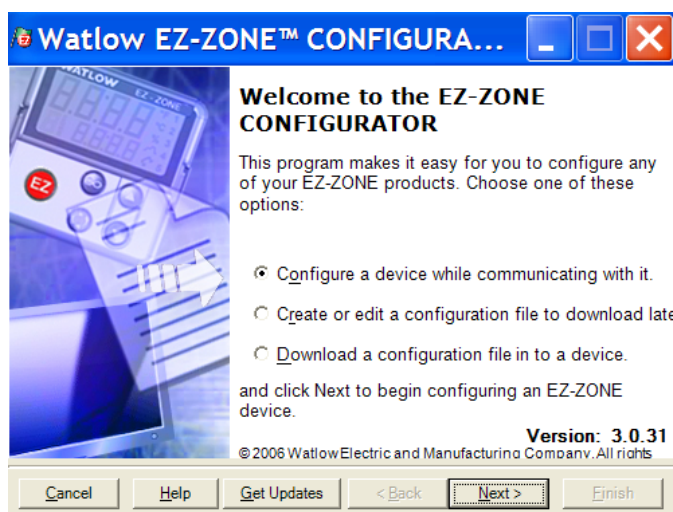 Watlow EZ-ZONE™ CONFIGURA...
WATLOW
EZ-ZONE
EZ
Welcome to the EZ-ZONE
CONFIGURATOR
This program makes it easy for you to configure any
of your EZ-ZONE products. Choose one of these
options:
Configure a device while communicating with it.
Create or edit a configuration file to download late
Download a configuration file in to a device.
and click Next to begin configuring an EZ-ZONE
device.
Version: 3.0.31
©2006 Watlow Electric and Manufacturing Company. All rights
Cancel Help Get Updates < Back Next > Finish